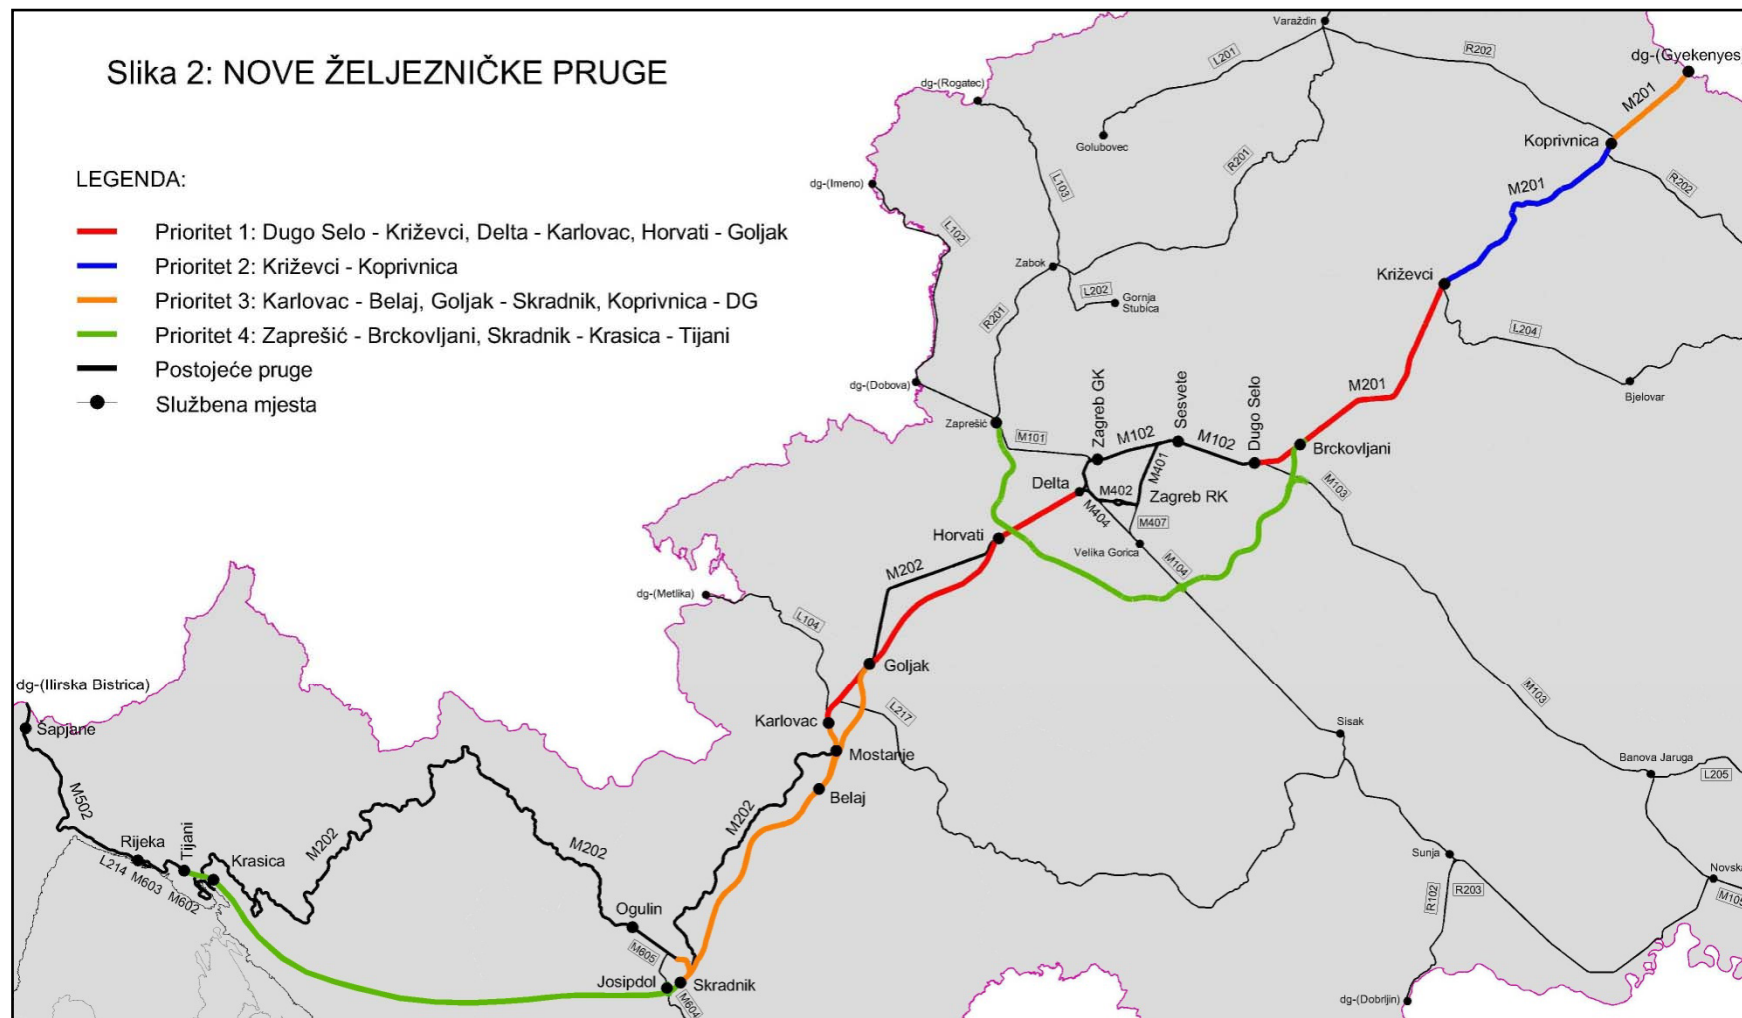 Slika 2: NOVE ŽELJEZNIČKE PRUGE
LEGENDA:
Prioritet 1: Dugo Selo - Križevci, Delta - Karlovac, Horvati - Goljak
Prioritet 2: Križevci - Koprivnica
Prioritet 3: Karlovac - Belaj, Goljak - Skradnik, Koprivnica - DG
Prioritet 4: Zaprešić - Brckovljani, Skradnik - Krasica - Tijani
Postojeće pruge
Službena mjesta
Varaždin
L201
R202
dg-(Gyekenyes
M201
dg-(Rogatec)
Golubovec
Koprivnica
R201
L103
R202
dg-(Imeno)
M201
L102
Zabok
L202
Gornja
Stubica
Križevci
R201
L204
dg-(Dobova)
M201
Bjelovar
Zaprešić
M101
Zagreb GK
M102
Sesvete
M102
Dugo Selo
Brckovljani
M401
Delta
M402
Zagreb RK
M103
M404
M407
Horvati
Velika Gorica
M104
M202
dg-(Metlika)
L104
Goljak
dg-(Ilirska Bistrica)
M103
L217
Šapjane
Karlovac
Sisak
Mostanje
Banova Jaruga
L205
Belaj
M502
M202
M202
M202
Rijeka
Tijani
Krasica
L214
M603
M602
Sunja
R102
R203
Novska
M105
Ogulin
M605
Josipdol
Skradnik
M604
dg-(Dobrljin)